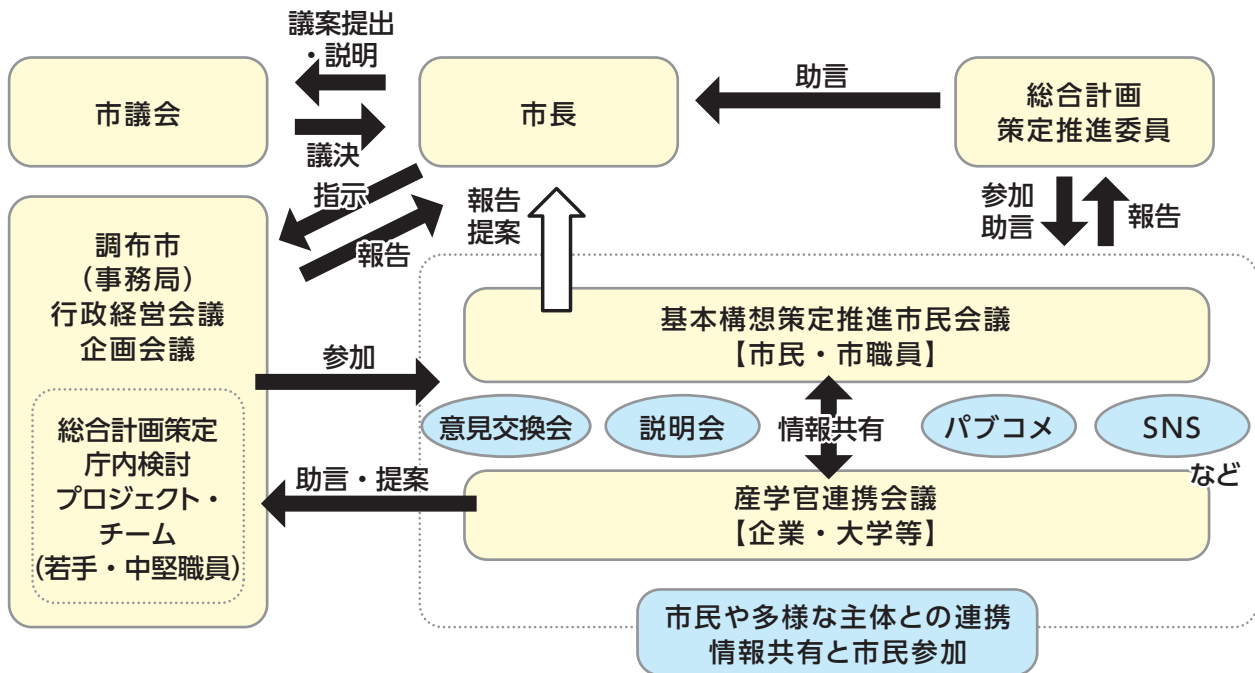 議案提出
・説明
市議会
市長
助言
総合計画
策定推進委員
議決
指示
報告
報告
提案
参加
助言
報告
調布市
(事務局)
行政経営会議
企画会議
基本構想策定推進市民会議
【市民・市職員】
参加
意見交換会
説明会
情報共有
パブコメ
SNS
など
総合計画策定
庁内検討
プロジェクト・
チーム
(若手・中堅職員)
助言・提案
産学官連携会議
【企業・大学等】
市民や多様な主体との連携
情報共有と市民参加